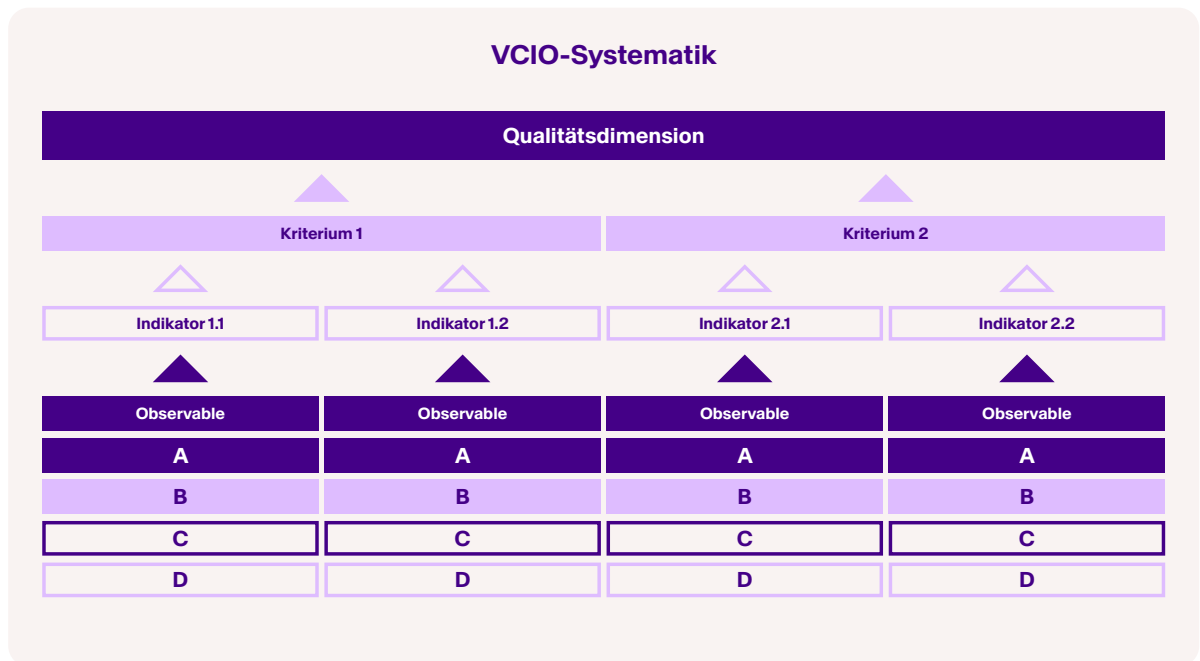 VCIO-Systematik
Qualitätsdimension
Kriterium 1 Kriterium 2
Indikator 1.1 Indikator 1.2 Indikator 2.1 Indikator 2.2
Observable Observable Observable Observable
A A A A
B B B B
C C C C
D D D D